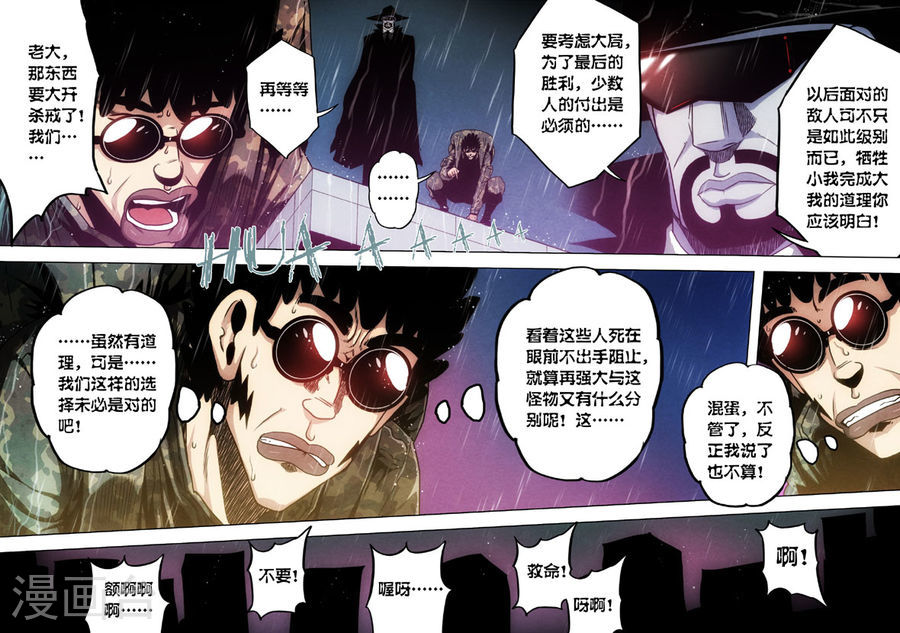 老大，
那东西
要大开
杀戒了！
我们……
……
再等等
……
……
……
要考虑大局，
为了最后的
胜利，少数
人的付出是
必须的……
以后面对的
敌人可不只
是如此级别
而已，牺牲
小我完成大
我的道理你
应该明白！
HUA A A A A A
……虽然有道
理，可是……
我们这样的选
择未必是对的
吧！
看着这些人死在
眼前不出手阻止，
就算再强大与这
怪物又有什么分
别呢！这……
混蛋，不
管了，反
正我说了
也不算！
额啊啊
啊……
不要！
喔呀……
救命！
呀啊！
啊！
漫画台